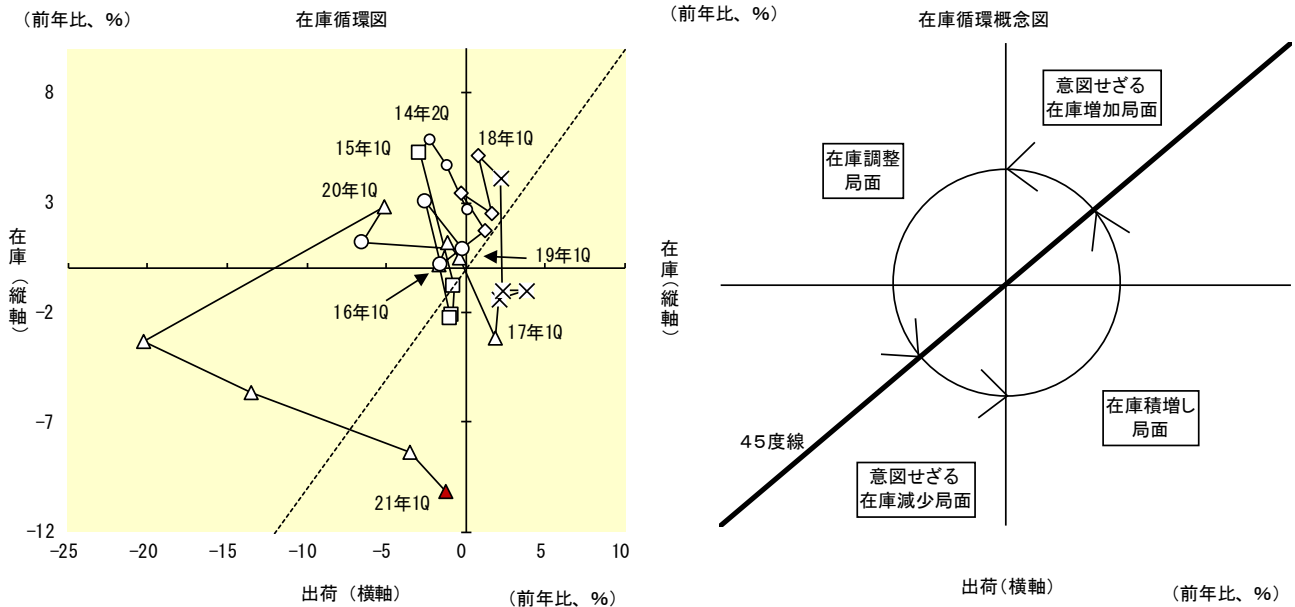 （前年比、％）
在庫循環図
8
3
-2
-7
-12
在庫（縦軸）
14年2Q
15年1Q
18年1Q
20年1Q
19年1Q
16年1Q
17年1Q
21年1Q
-25
-20
-15
-10
-5
0
5
10
出荷（横軸）
（前年比、％）
（前年比、％）
在庫循環概念図
意図せざる
在庫増加局面
在庫調整
局面
在庫（縦軸）
在庫積増し
局面
45度線
意図せざる
在庫減少局面
出荷（横軸）
（前年比、％）